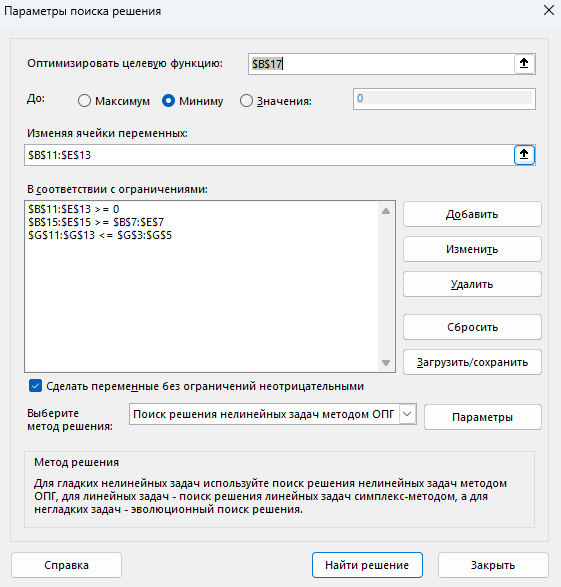 Параметры поиска решения
Оптимизировать целевую функцию: $B$17
До: Максимум Миниму Значения: 0
Изменяя ячейки переменных:
$B$11:$E$13
В соответствии с ограничениями:
$B$11:$E$13 >= 0
$B$15:$E$15 >= $B$7:$E$7
$G$11:$G$13 <= $G$3:$G$5
Добавить
Изменить
Удалить
Сбросить
Загрузить/сохранить
Сделать переменные без ограничений неотрицательными
Выберите
метод решения:
Поиск решения нелинейных задач методом ОПГ
Параметры
Метод решения
Для гладких нелинейных задач используйте поиск решения нелинейных задач методом
ОПГ, для линейных задач - поиск решения линейных задач симплекс-методом, а для
негладких задач - эволюционный поиск решения.
Справка
Найти решение
Закрыть